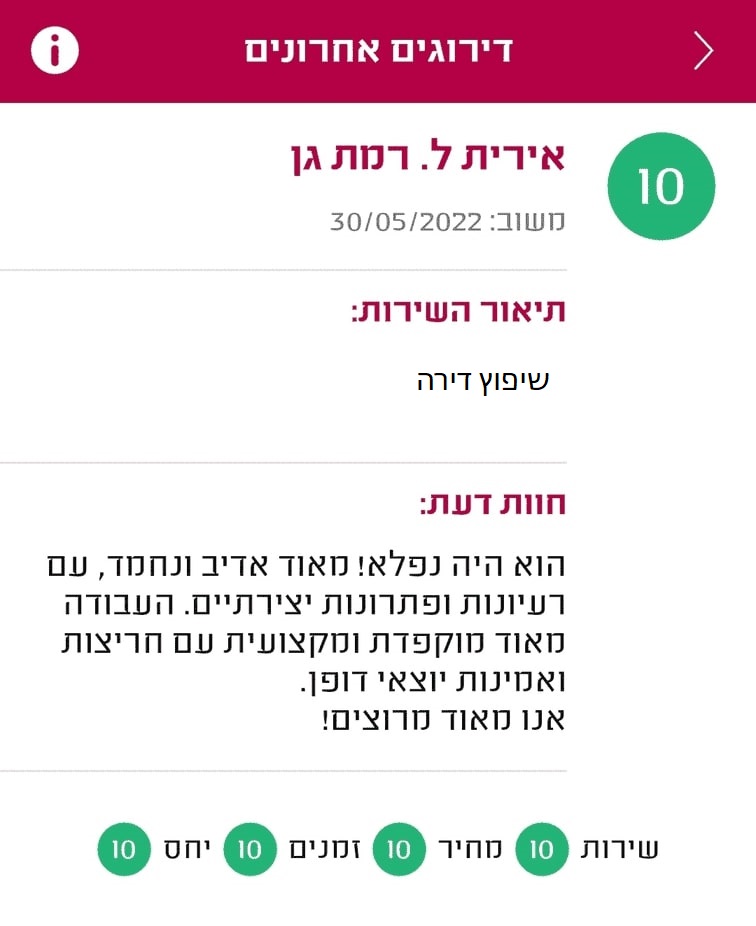 דירוגים אחרונים
10
אירית ל. רמת גן
משוב: 30/05/2022
תיאור השירות:
שיפוץ דירה
חוות דעת:
הוא היה נפלא! מאוד אדיב ונחמד, עם
רעיונות ופתרונות יצירתיים. העבודה
מאוד מוקפדת ומקצועית עם חריצות
ואמינות יוצאי דופן.
אנו מאוד מרוצים!
שירות 10 מחיר 10 זמנים 10 יחס 10